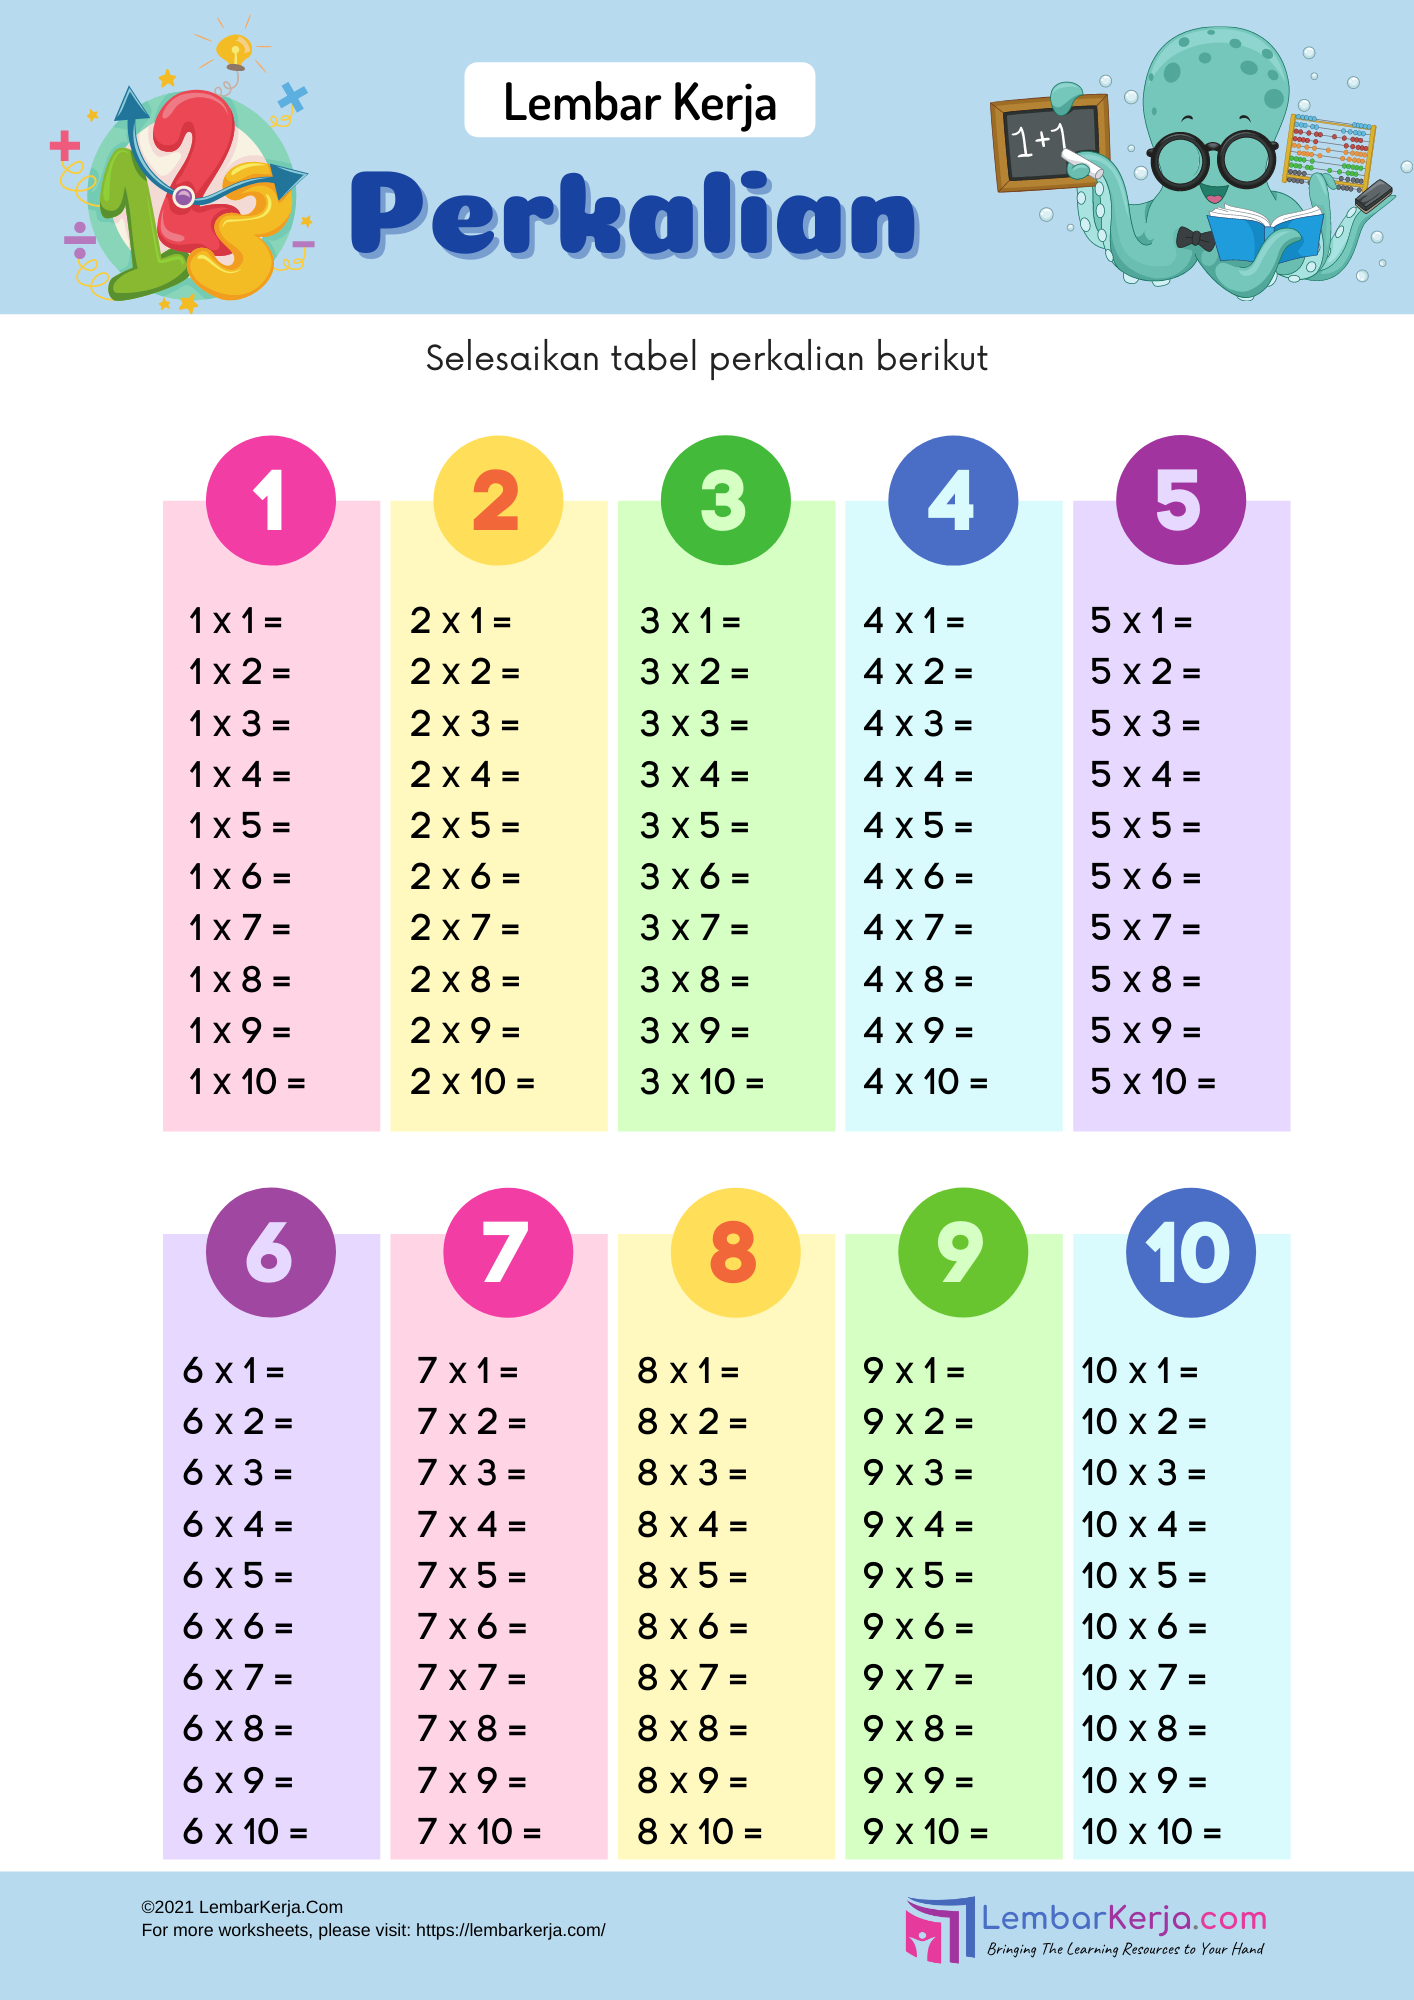 Lembar Kerja
Perkalian
1 2 3
1+1
Selesaikan tabel perkalian berikut
1
1 x 1 =
1 x 2 =
1 x 3 =
1 x 4 =
1 x 5 =
1 x 6 =
1 x 7 =
1 x 8 =
1 x 9 =
1 x 10 =
2
2 x 1 =
2 x 2 =
2 x 3 =
2 x 4 =
2 x 5 =
2 x 6 =
2 x 7 =
2 x 8 =
2 x 9 =
2 x 10 =
3
3 x 1 =
3 x 2 =
3 x 3 =
3 x 4 =
3 x 5 =
3 x 6 =
3 x 7 =
3 x 8 =
3 x 9 =
3 x 10 =
4
4 x 1 =
4 x 2 =
4 x 3 =
4 x 4 =
4 x 5 =
4 x 6 =
4 x 7 =
4 x 8 =
4 x 9 =
4 x 10 =
5
5 x 1 =
5 x 2 =
5 x 3 =
5 x 4 =
5 x 5 =
5 x 6 =
5 x 7 =
5 x 8 =
5 x 9 =
5 x 10 =
6
6 x 1 =
6 x 2 =
6 x 3 =
6 x 4 =
6 x 5 =
6 x 6 =
6 x 7 =
6 x 8 =
6 x 9 =
6 x 10 =
7
7 x 1 =
7 x 2 =
7 x 3 =
7 x 4 =
7 x 5 =
7 x 6 =
7 x 7 =
7 x 8 =
7 x 9 =
7 x 10 =
8
8 x 1 =
8 x 2 =
8 x 3 =
8 x 4 =
8 x 5 =
8 x 6 =
8 x 7 =
8 x 8 =
8 x 9 =
8 x 10 =
9
9 x 1 =
9 x 2 =
9 x 3 =
9 x 4 =
9 x 5 =
9 x 6 =
9 x 7 =
9 x 8 =
9 x 9 =
9 x 10 =
10
10 x 1 =
10 x 2 =
10 x 3 =
10 x 4 =
10 x 5 =
10 x 6 =
10 x 7 =
10 x 8 =
10 x 9 =
10 x 10 =
©2021 LembarKerja.Com
For more worksheets, please visit: https://lembarkerja.com/
LembarKerja.com
Bringing The Learning Resources to Your Hand